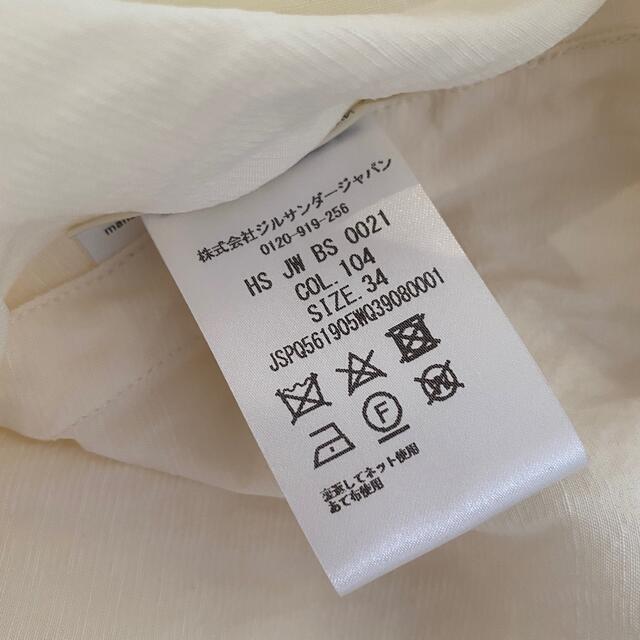 株式会社ジルサンダージャパン
0120-919-256
HS JW BS 0021
COL. 104
SIZE. 34
JSPQ561905WQ39080001
F
W
裏返してネット使用
あて布使用